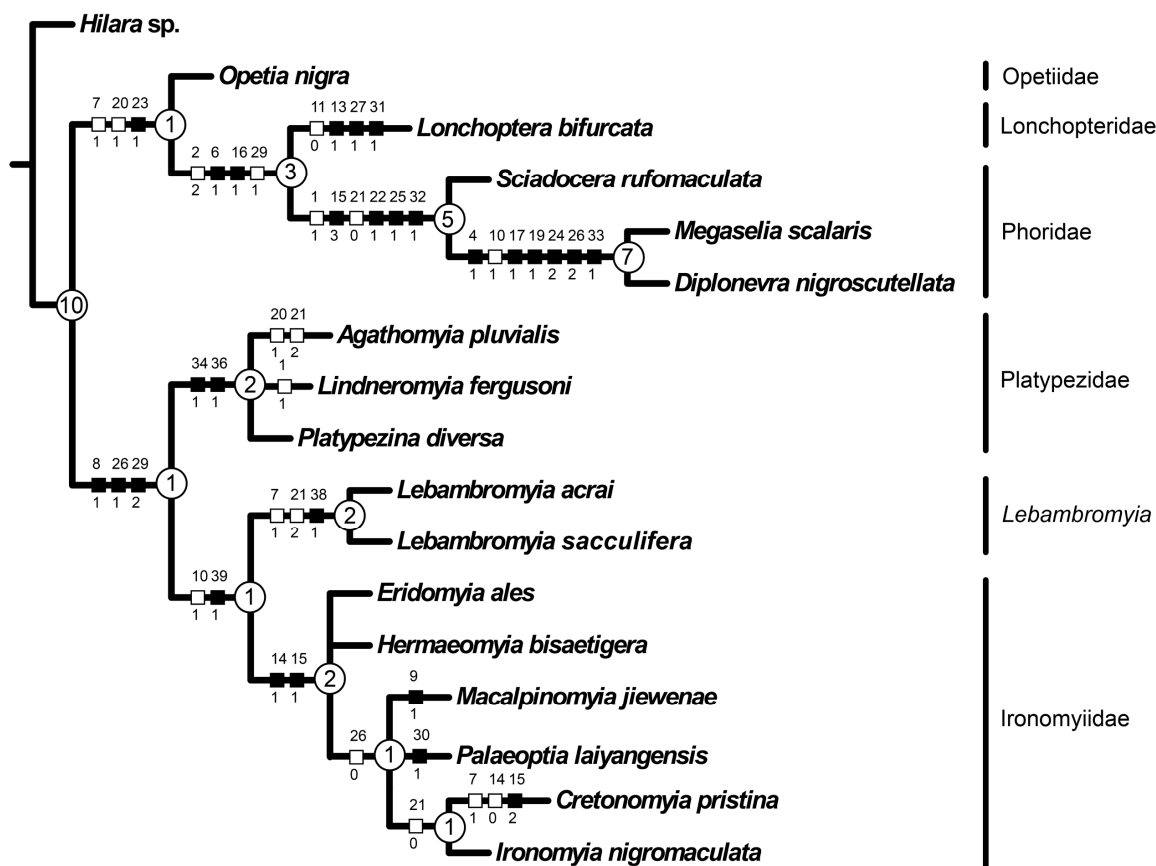 Hilara sp.
Opetia nigra
Opetiidae
7 20 23
1 1 1
1
11 13 27 31
0 1 1 1
Lonchoptera bifurcata
Lonchopteridae
2 6 16 29
2 1 1 1
3
Sciadocera rufomaculata
1 15 21 22 25 32
1 3 0 1 1 1
5
Megaselia scalaris
Phoridae
4 10 17 19 24 26 33
1 1 1 1 2 2 1
7
Diplonevra nigroscutellata
10
20 21
1 2
Agathomyia pluvialis
34 36
1 1
2
1
1
Lindneromyia fergusoni
Platypezidae
Platypezina diversa
8 26 29
1 1 2
1
Lebambromyia acrai
7 21 38
1 2 1
2
Lebambromyia
Lebambromyia sacculifera
10 39
1 1
1
Eridomyia ales
Hermaeomyia bisaetigera
14 15
1 1
2
9
1
Macalpinomyia jiewenae
Ironomyiidae
26
0
1
30
1
Palaeoptia laiyangensis
7 14 15
1 0 2
Cretonomyia pristina
21
0
1
Ironomyia nigromaculata